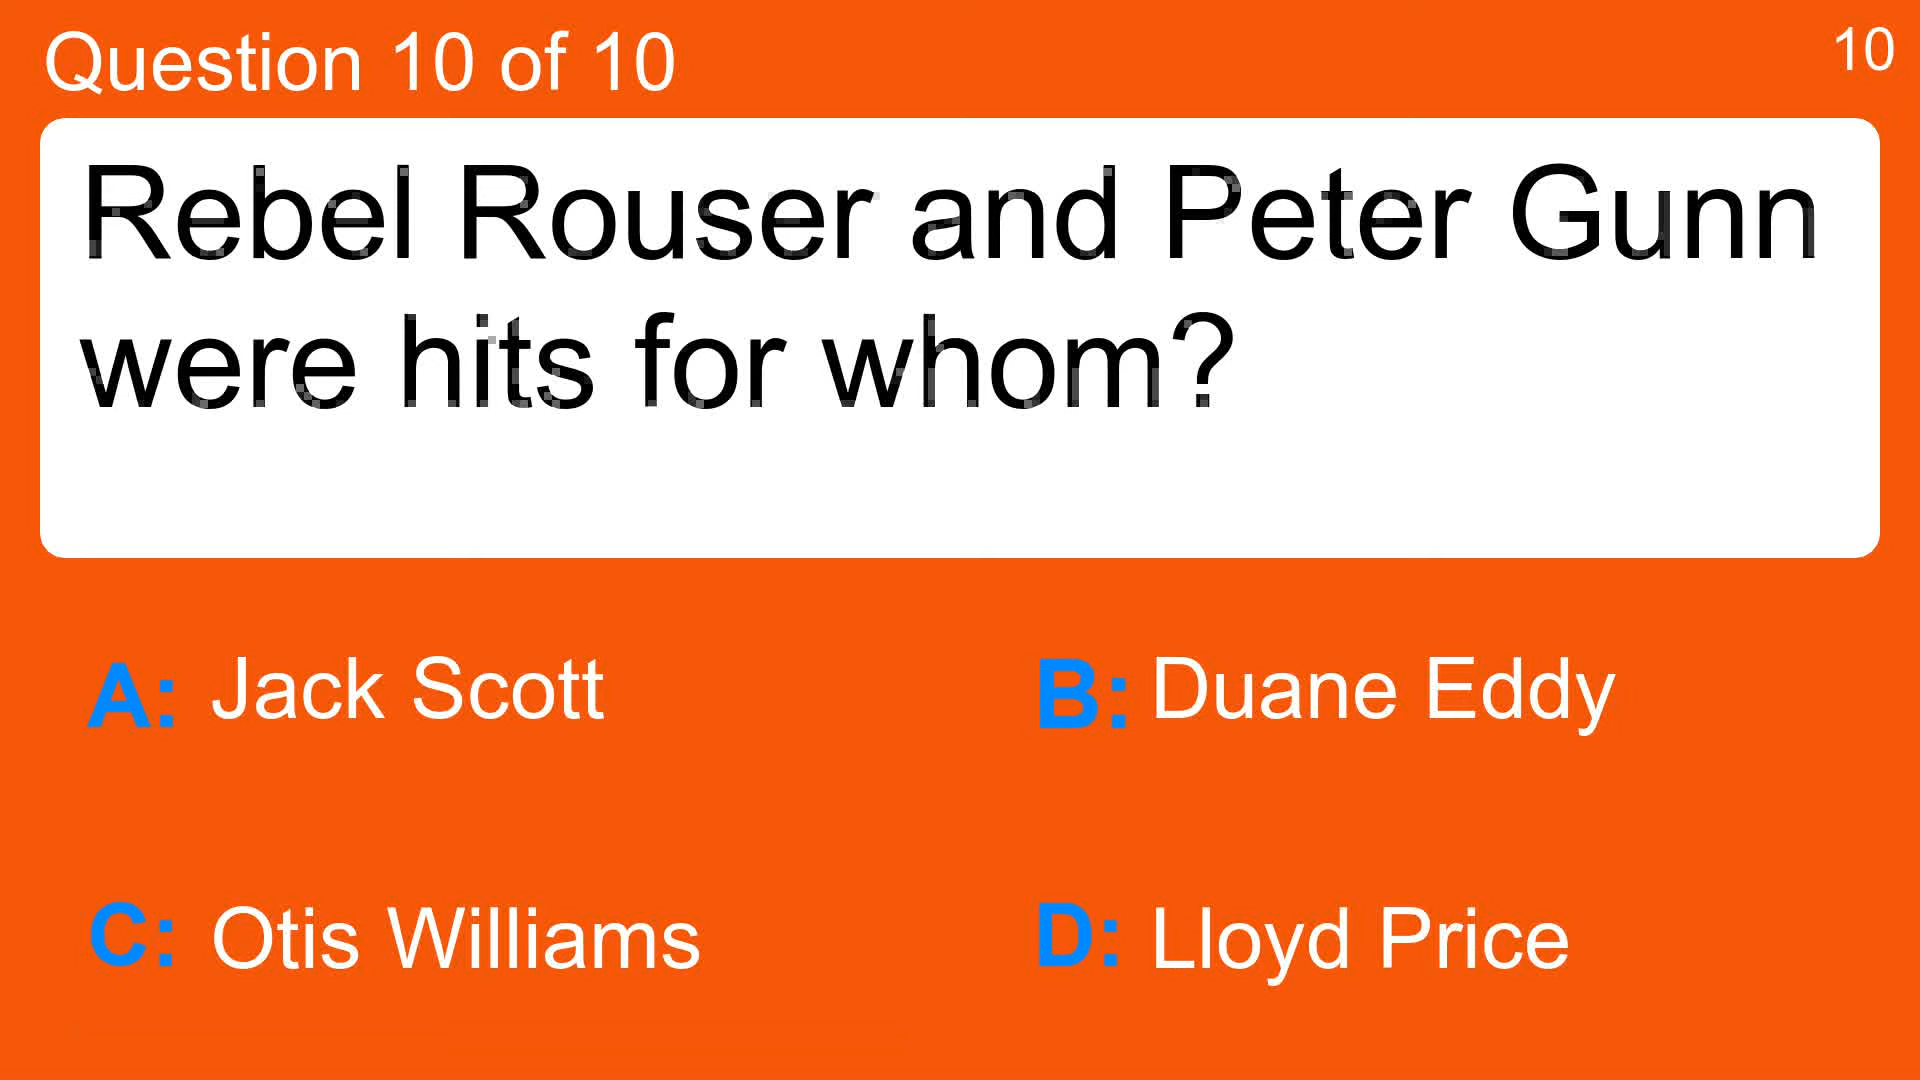 Question 10 of 10
10
Rebel Rouser and Peter Gunn
were hits for whom?
A: Jack Scott
B: Duane Eddy
C: Otis Williams
D: Lloyd Price